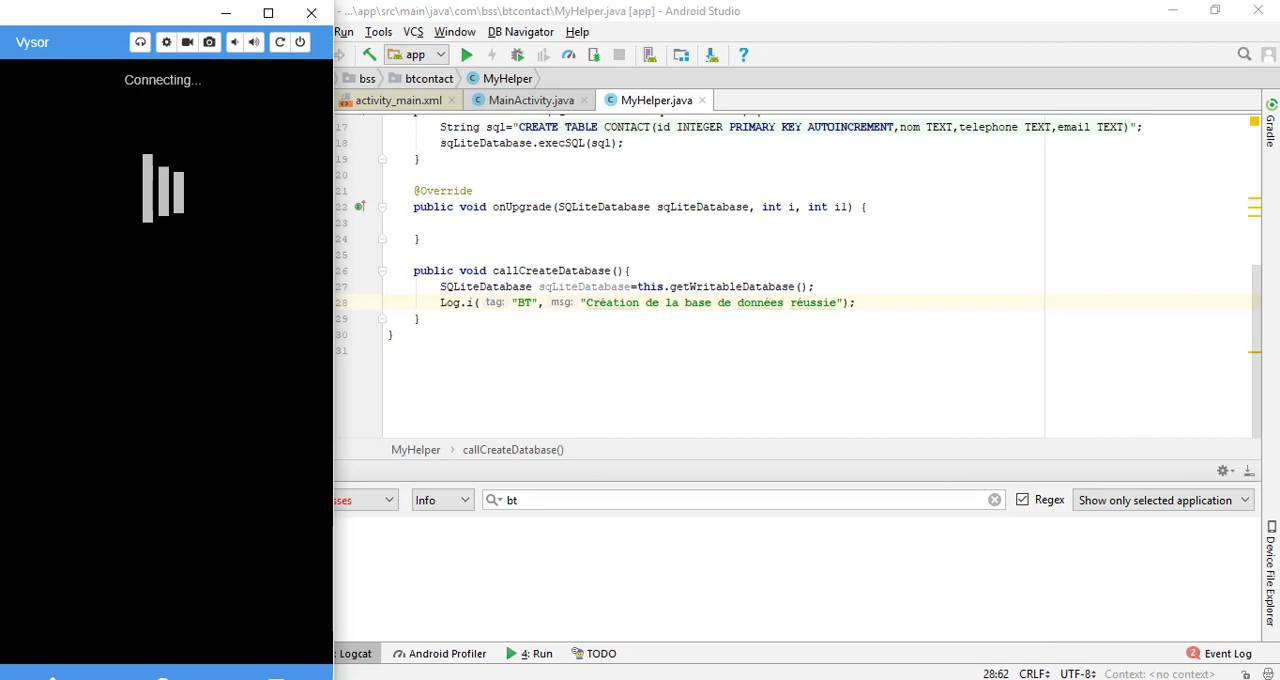 ...\app\src\main\java\com\bss\btcontact\MyHelper.java [app] - Android Studio
Vysor
Connecting...
Run Tools VCS Window DB Navigator Help
app
bss btcontact MyHelper
activity_main.xml MainActivity.java MyHelper.java
17 String sql="CREATE TABLE CONTACT(id INTEGER PRIMARY KEY AUTOINCREMENT,nom TEXT,telephone TEXT,email TEXT)";
18 sqLiteDatabase.execSQL(sql);
19 }
20
21 @Override
22 public void onUpgrade(SQLiteDatabase sqLiteDatabase, int i, int i1) {
23
24 }
25
26 public void callCreateDatabase(){
27 SQLiteDatabase sqLiteDatabase=this.getWritableDatabase();
28 Log.i( tag: "BT", msg: "Création de la base de données réussie");
29 }
30 }
31
MyHelper callCreateDatabase()
sses Info bt Regex Show only selected application
Gradle
Device File Explorer
: Logcat Android Profiler 4: Run TODO 2 Event Log
28:62 CRLF UTF-8 Context: <no context>